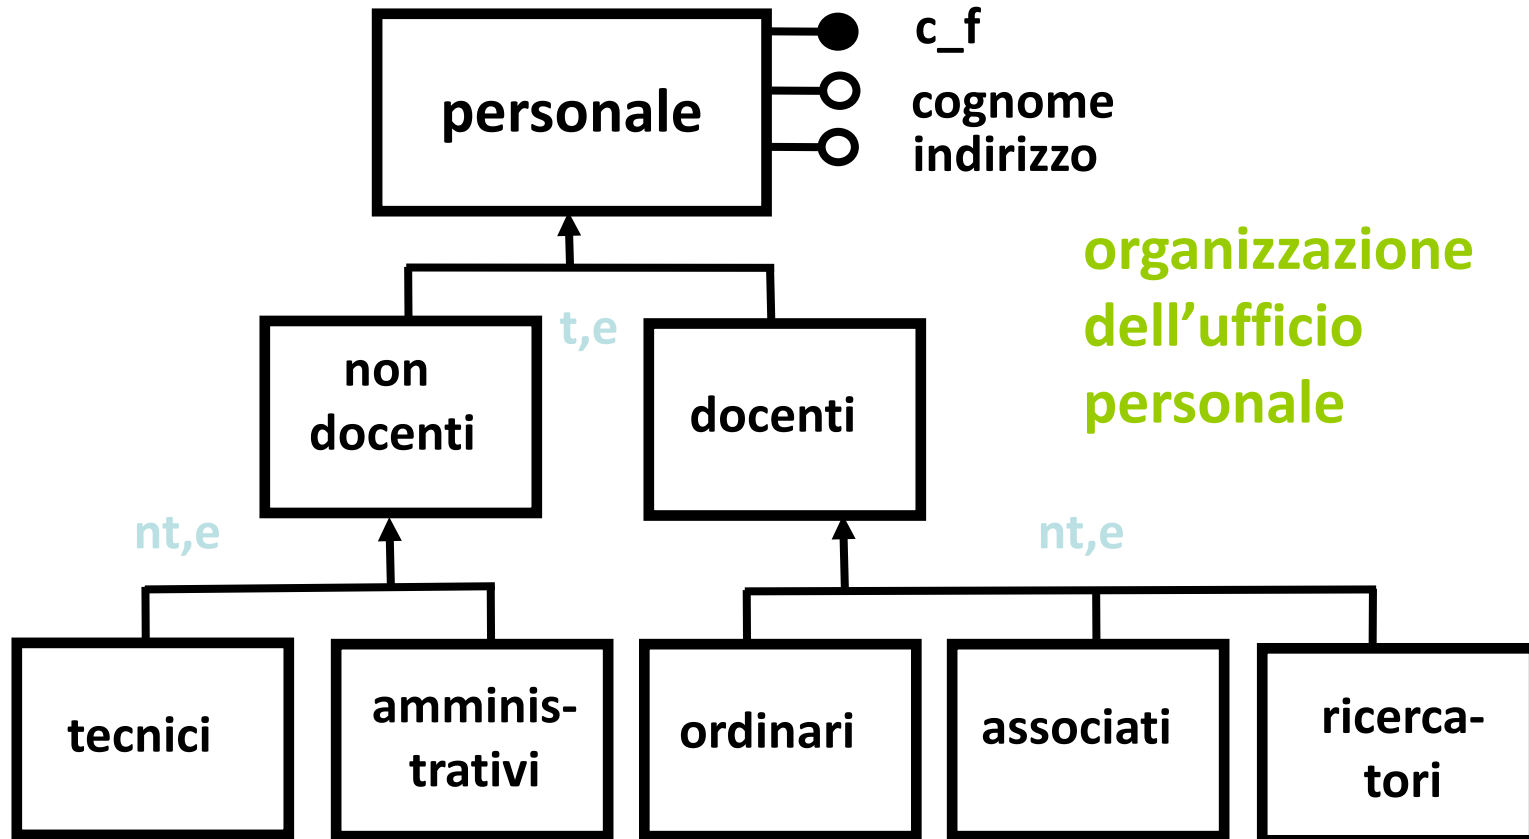 c_f
cognome
indirizzo
personale
organizzazione
dell’ufficio
personale
t,e
non
docenti
docenti
nt,e
nt,e
tecnici
amminis-
trativi
ordinari
associati
ricerca-
tori